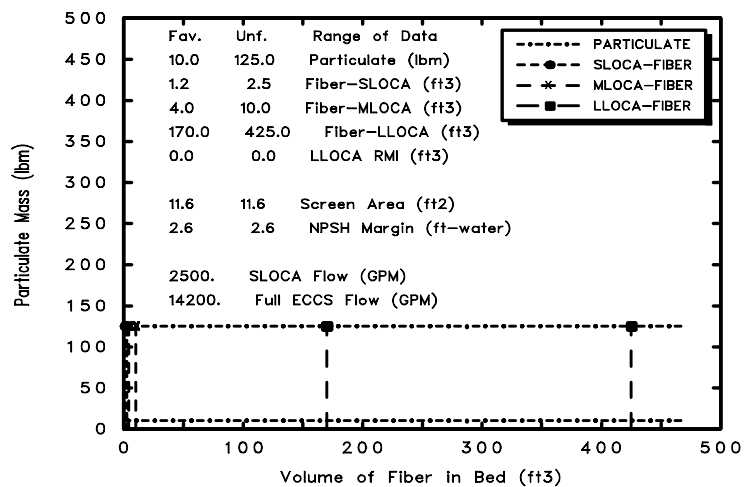 Fav. Unf. Range of Data
10.0 125.0 Particulate (lbm)
1.2 2.5 Fiber-SLOCA (ft3)
4.0 10.0 Fiber-MLOCA (ft3)
170.0 425.0 Fiber-LLOCA (ft3)
0.0 0.0 LLOCA RMI (ft3)
11.6 11.6 Screen Area (ft2)
2.6 2.6 NPSH Margin (ft-water)
2500. SLOCA Flow (GPM)
14200. Full ECCS Flow (GPM)
PARTICULATE
SLOCA-FIBER
MLOCA-FIBER
LLOCA-FIBER
Particulate Mass (lbm)
500
450
400
350
300
250
200
150
100
50
0
0 100 200 300 400 500
Volume of Fiber in Bed (ft3)